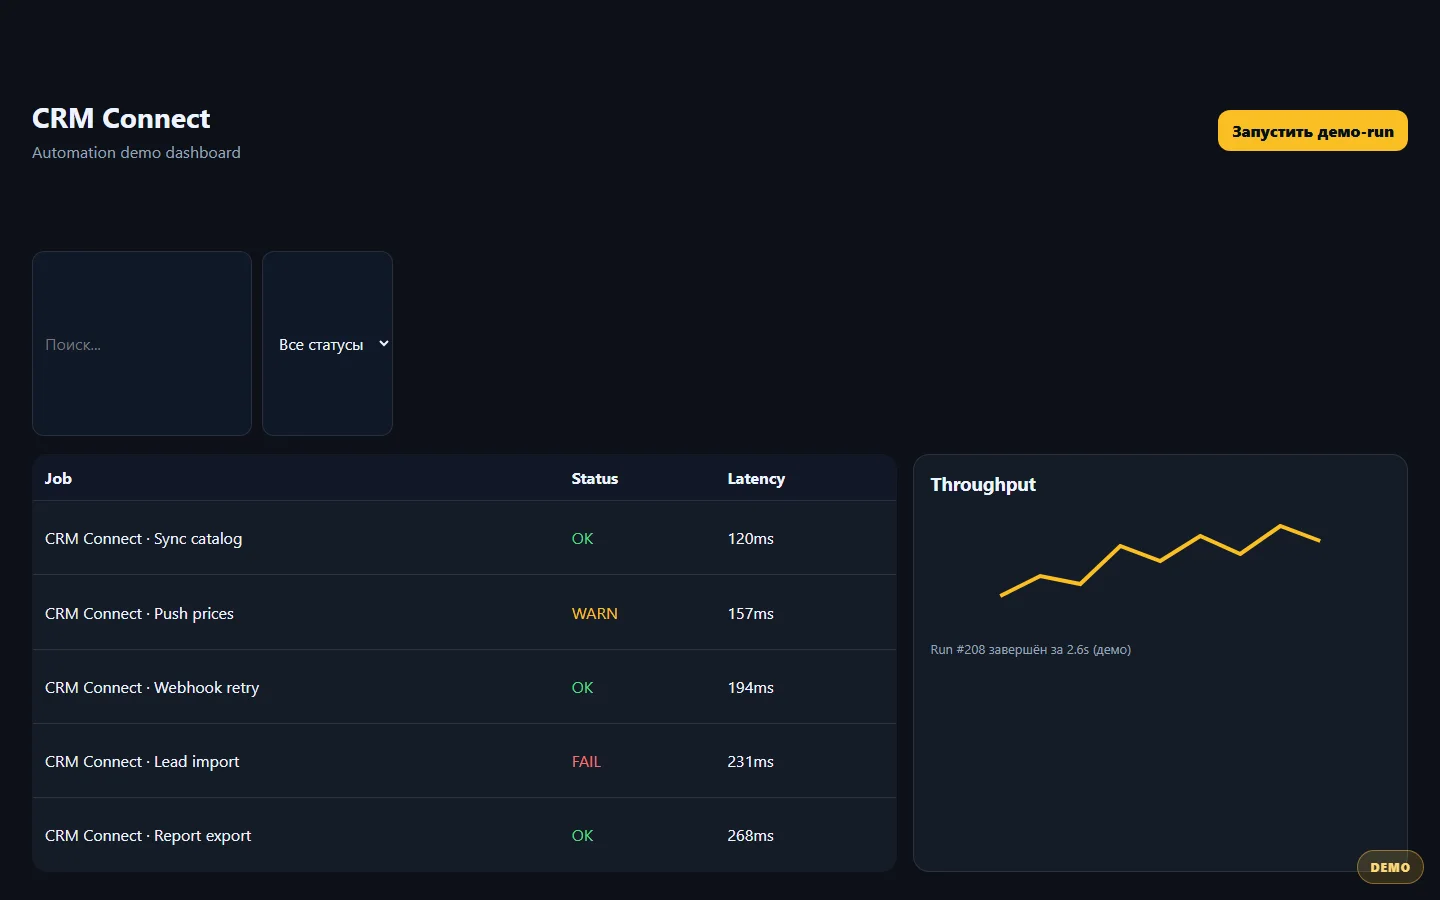 CRM Connect
Automation demo dashboard
Запустить демо-run
Поиск...
Все статусы
Job Status Latency
CRM Connect · Sync catalog OK 120ms
CRM Connect · Push prices WARN 157ms
CRM Connect · Webhook retry OK 194ms
CRM Connect · Lead import FAIL 231ms
CRM Connect · Report export OK 268ms
Throughput
Run #208 завершён за 2.6s (демо)
DEMO